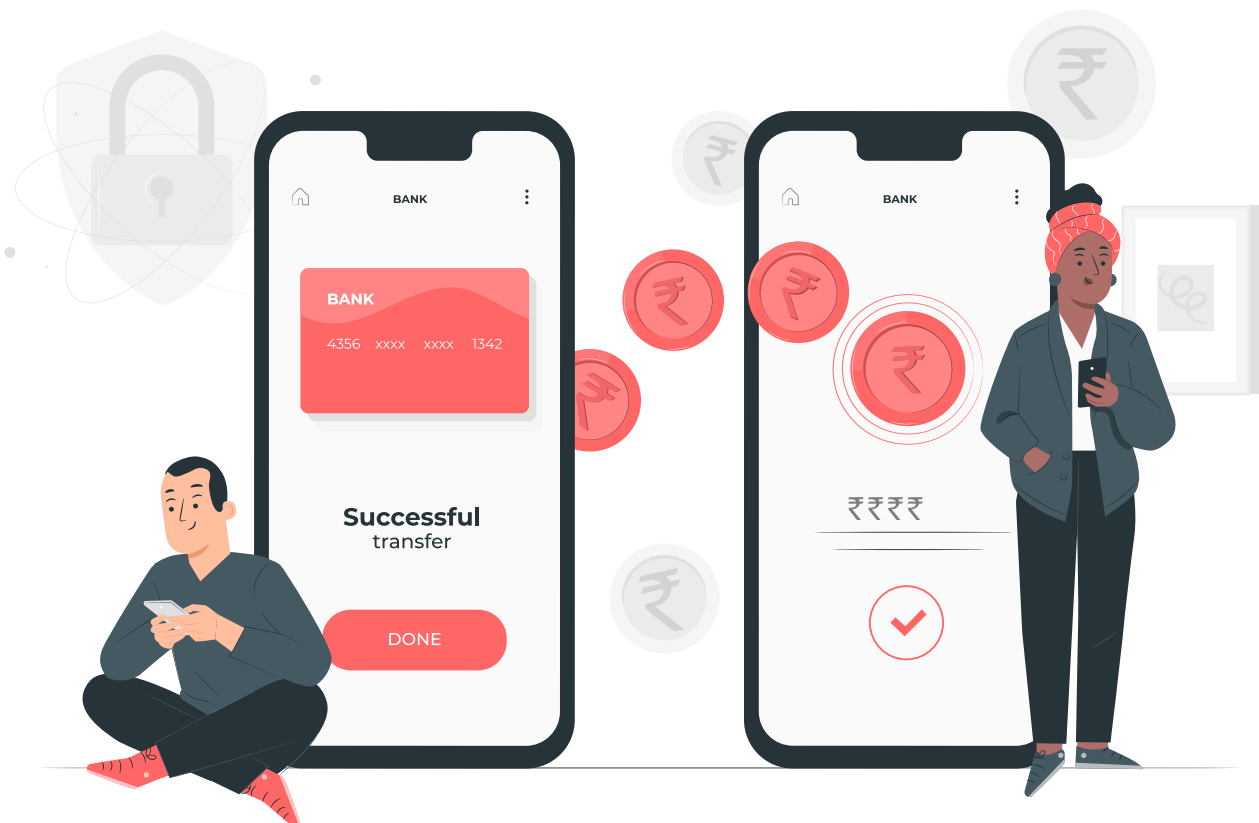 BANK
BANK
4356 xxxx xxxx 1342
Successful
transfer
DONE
₹
BANK
₹
₹
₹
₹
₹
₹
₹₹₹₹